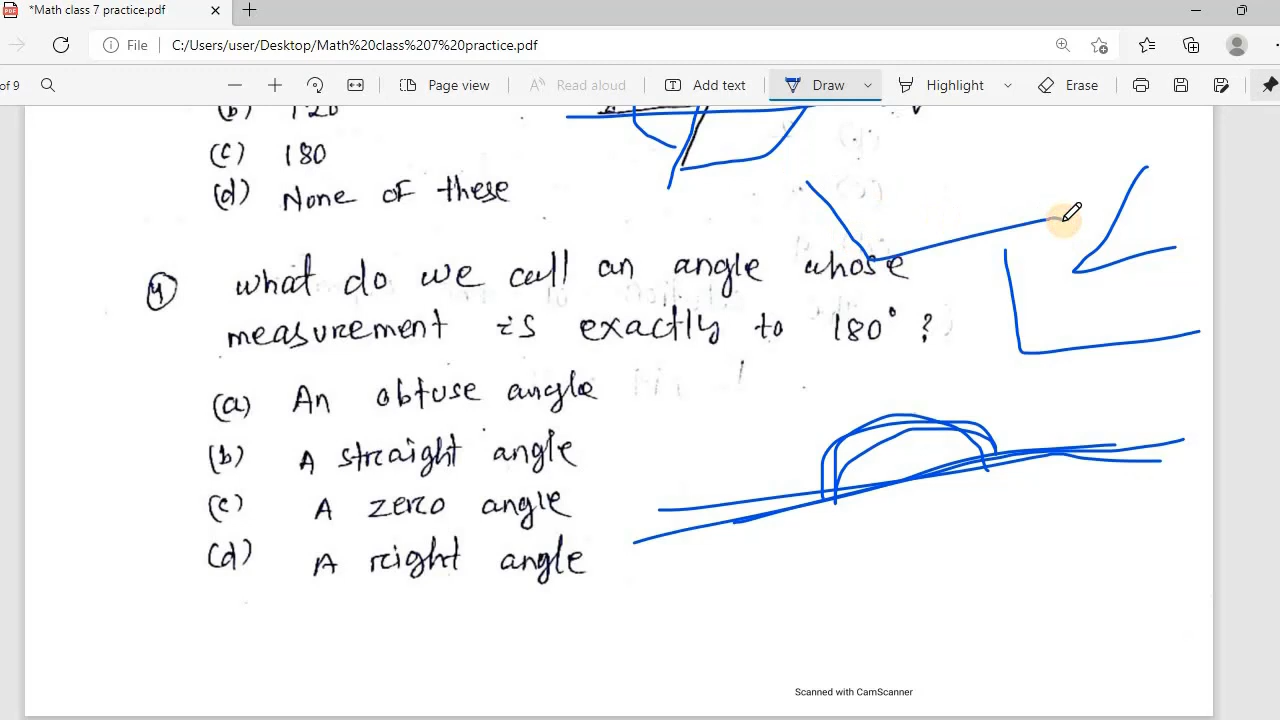 *Math class 7 practice.pdf
File C:/Users/user/Desktop/Math%20class%207%20practice.pdf
of 9 Page view Read aloud Add text Draw Highlight Erase
(b) 120
(c) 180
(d) None of these
(4) What do we call an angle whose
measurement is exactly to 180° ?
(a) An obtuse angle
(b) A straight angle
(c) A zero angle
(d) A right angle
Scanned with CamScanner